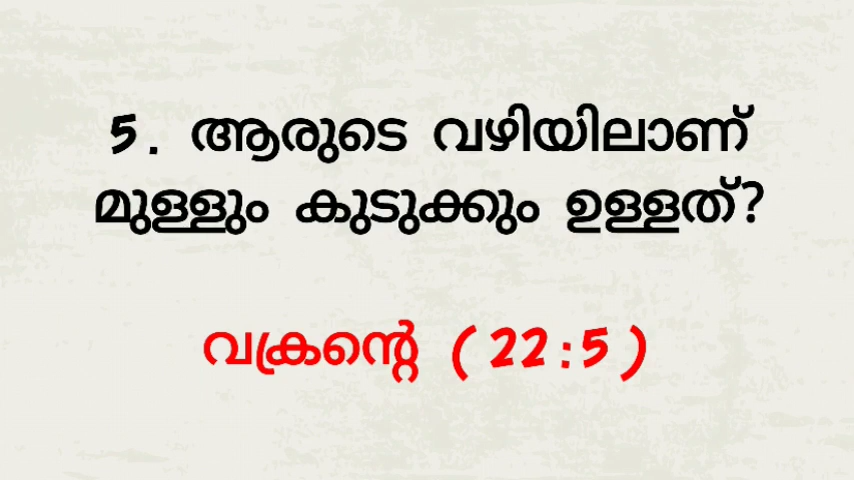 5. ആരുടെ വഴിയിലാണ്
മുള്ളും കുടുക്കും ഉള്ളത്?
വക്രന്റെ (22:5)